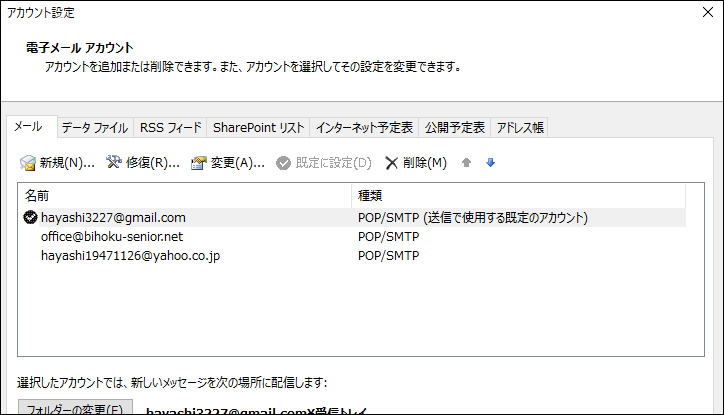 アカウント設定
電子メール アカウント
アカウントを追加または削除できます。また、アカウントを選択してその設定を変更できます。
メール データ ファイル RSS フィード SharePoint リスト インターネット予定表 公開予定表 アドレス帳
新規(N)... 修復(R)... 変更(A)... 既定に設定(D) 削除(M)
名前 種類
hayashi3227@gmail.com POP/SMTP (送信で使用する既定のアカウント)
office@bihoku-senior.net POP/SMTP
hayashi19471126@yahoo.co.jp POP/SMTP
選択したアカウントでは、新しいメッセージを次の場所に配信します:
フォルダーの変更(F) hayashi3227@gmail.com¥受信トレイ